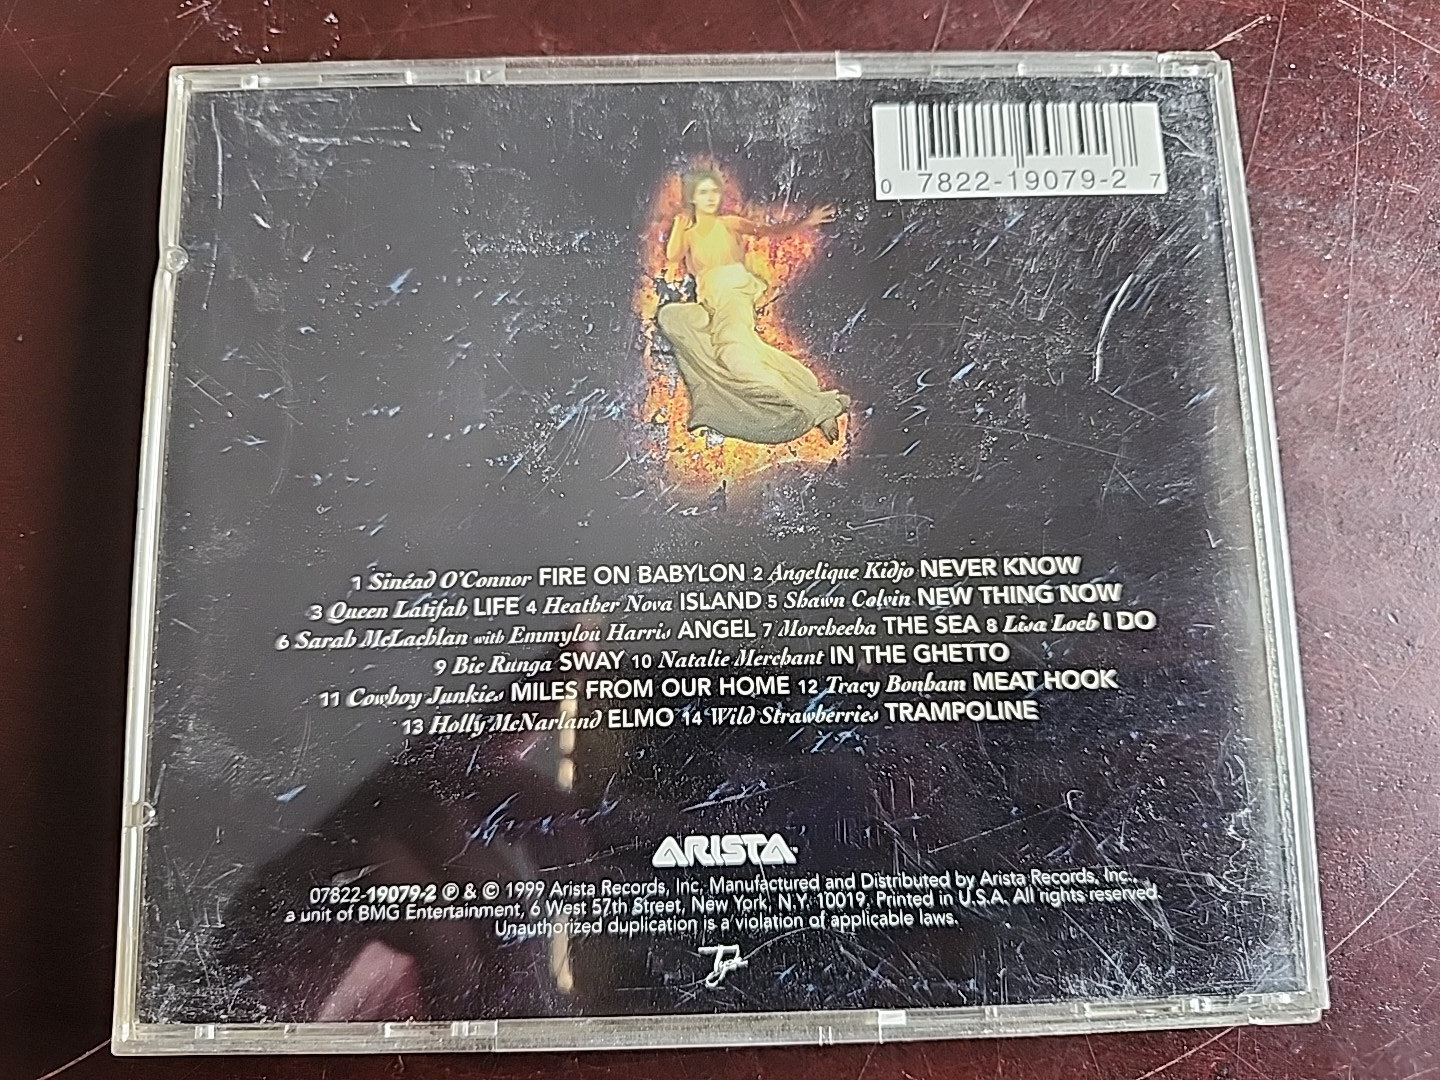 0 7822-19079-2 7
1 Sinéad O'Connor FIRE ON BABYLON 2 Angelique Kidjo NEVER KNOW
3 Queen Latifah LIFE 4 Heather Nova ISLAND 5 Shawn Colvin NEW THING NOW
6 Sarah McLachlan with Emmylou Harris ANGEL 7 Morcheeba THE SEA 8 Lisa Loeb I DO
9 Bic Runga SWAY 10 Natalie Merchant IN THE GHETTO
11 Cowboy Junkies MILES FROM OUR HOME 12 Tracy Bonham MEAT HOOK
13 Holly McNarland ELMO 14 Wild Strawberries TRAMPOLINE
ARISTA
07822-19079-2 ℗ & © 1999 Arista Records, Inc. Manufactured and Distributed by Arista Records, Inc.,
a unit of BMG Entertainment, 6 West 57th Street, New York, N.Y. 10019. Printed in U.S.A. All rights reserved.
Unauthorized duplication is a violation of applicable laws.